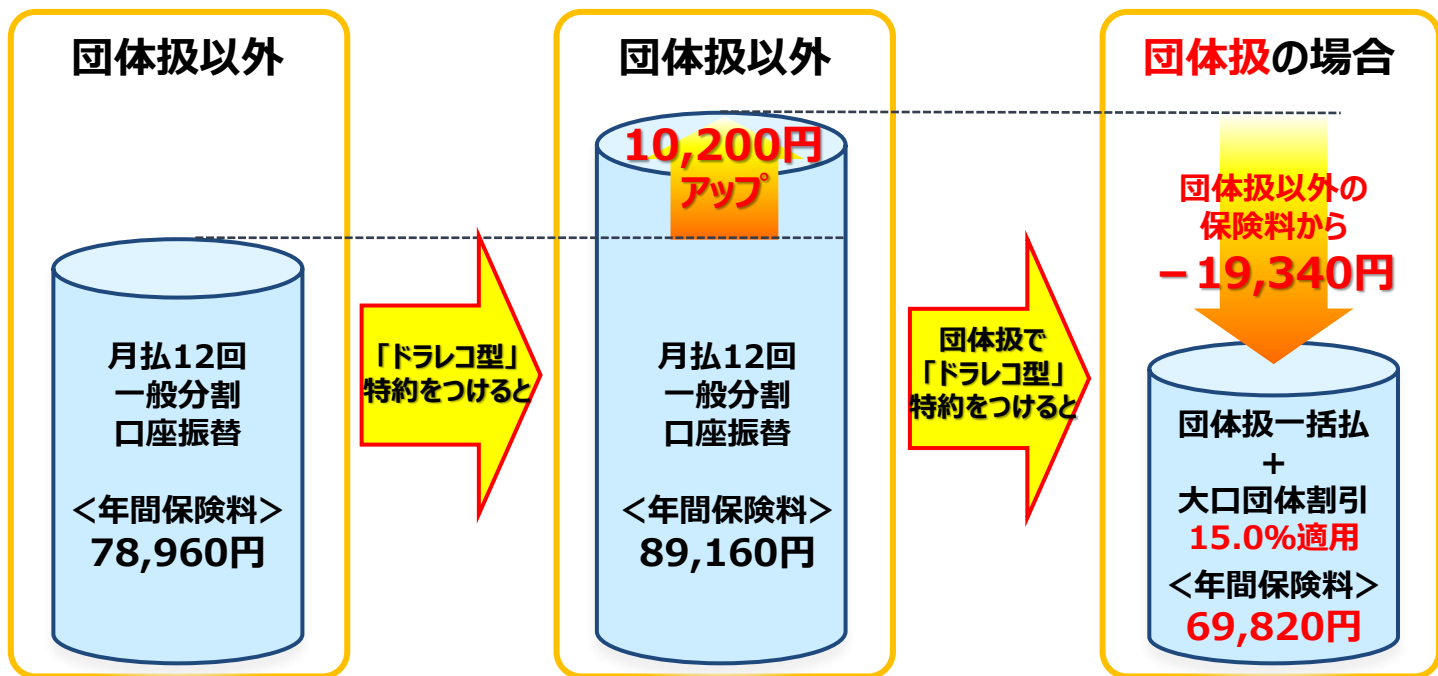 団体扱以外
月払12回
一般分割
口座振替
＜年間保険料＞
78,960円
「ドラレコ型」
特約をつけると
団体扱以外
10,200円
アップ
月払12回
一般分割
口座振替
＜年間保険料＞
89,160円
団体扱で
「ドラレコ型」
特約をつけると
団体扱の場合
団体扱以外の
保険料から
－19,340円
団体扱一括払
+
大口団体割引
15.0%適用
＜年間保険料＞
69,820円